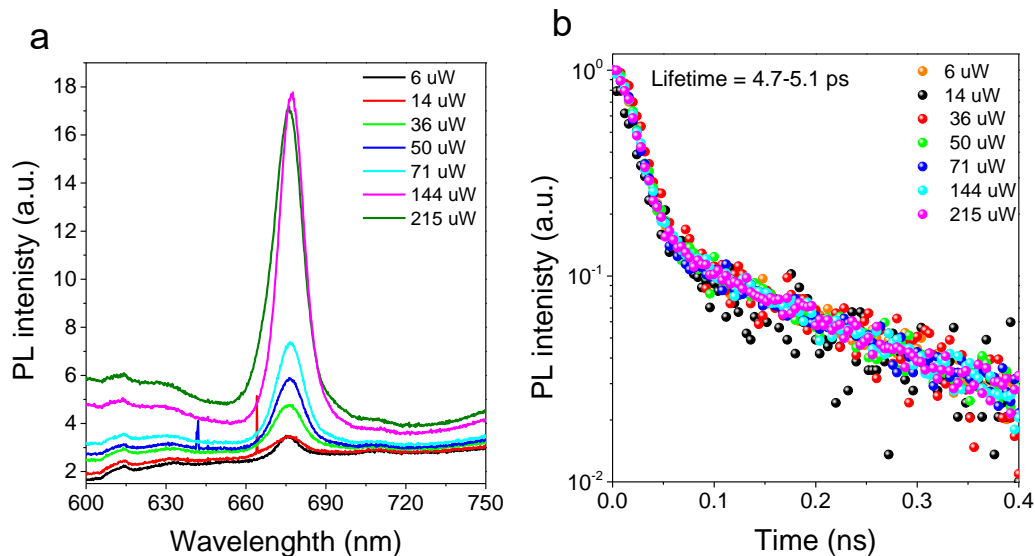 a
PL intenisty (a.u.)
18
16
14
12
10
8
6
4
2
6 uW
14 uW
36 uW
50 uW
71 uW
144 uW
215 uW
600
630
660
690
720
750
Wavelenghth (nm)
b
PL intenisty (a.u.)
10⁰
10⁻¹
10⁻²
Lifetime = 4.7-5.1 ps
6 uW
14 uW
36 uW
50 uW
71 uW
144 uW
215 uW
0.0
0.1
0.2
0.3
0.4
Time (ns)